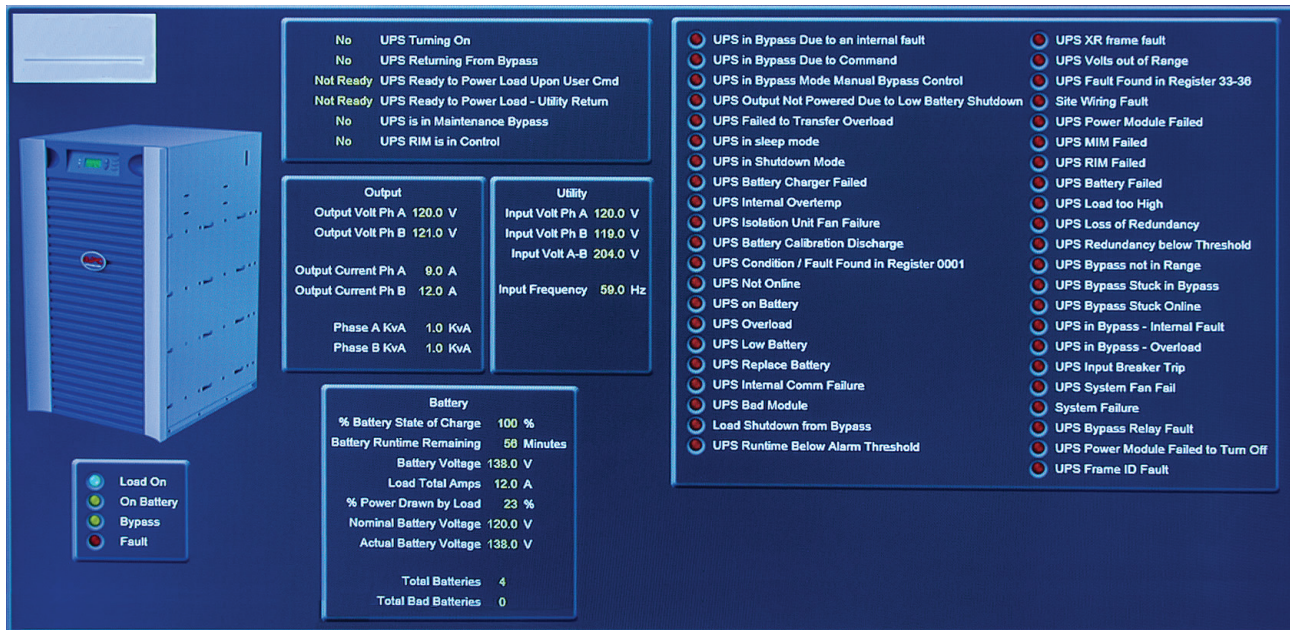 No UPS Turning On
No UPS Returning From Bypass
Not Ready UPS Ready to Power Load Upon User Cmd
Not Ready UPS Ready to Power Load - Utility Return
No UPS is in Maintenance Bypass
No UPS RIM is in Control
Output
Output Volt Ph A 120.0 V
Output Volt Ph B 121.0 V
Output Current Ph A 9.0 A
Output Current Ph B 12.0 A
Phase A KvA 1.0 KvA
Phase B KvA 1.0 KvA
Utility
Input Volt Ph A 120.0 V
Input Volt Ph B 119.0 V
Input Volt A-B 204.0 V
Input Frequency 59.0 Hz
Battery
% Battery State of Charge 100 %
Battery Runtime Remaining 56 Minutes
Battery Voltage 138.0 V
Load Total Amps 12.0 A
% Power Drawn by Load 23 %
Nominal Battery Voltage 120.0 V
Actual Battery Voltage 138.0 V
Total Batteries 4
Total Bad Batteries 0
Load On
On Battery
Bypass
Fault
UPS in Bypass Due to an internal fault
UPS in Bypass Due to Command
UPS in Bypass Mode Manual Bypass Control
UPS Output Not Powered Due to Low Battery Shutdown
UPS Failed to Transfer Overload
UPS in sleep mode
UPS in Shutdown Mode
UPS Battery Charger Failed
UPS Internal Overtemp
UPS Isolation Unit Fan Failure
UPS Battery Calibration Discharge
UPS Condition / Fault Found in Register 0001
UPS Not Online
UPS on Battery
UPS Overload
UPS Low Battery
UPS Replace Battery
UPS Internal Comm Failure
UPS Bad Module
Load Shutdown from Bypass
UPS Runtime Below Alarm Threshold
UPS XR frame fault
UPS Volts out of Range
UPS Fault Found in Register 33-36
Site Wiring Fault
UPS Power Module Failed
UPS MIM Failed
UPS RIM Failed
UPS Battery Failed
UPS Load too High
UPS Loss of Redundancy
UPS Redundancy below Threshold
UPS Bypass not in Range
UPS Bypass Stuck in Bypass
UPS Bypass Stuck Online
UPS in Bypass - Internal Fault
UPS in Bypass - Overload
UPS Input Breaker Trip
UPS System Fan Fail
System Failure
UPS Bypass Relay Fault
UPS Power Module Failed to Turn Off
UPS Frame ID Fault